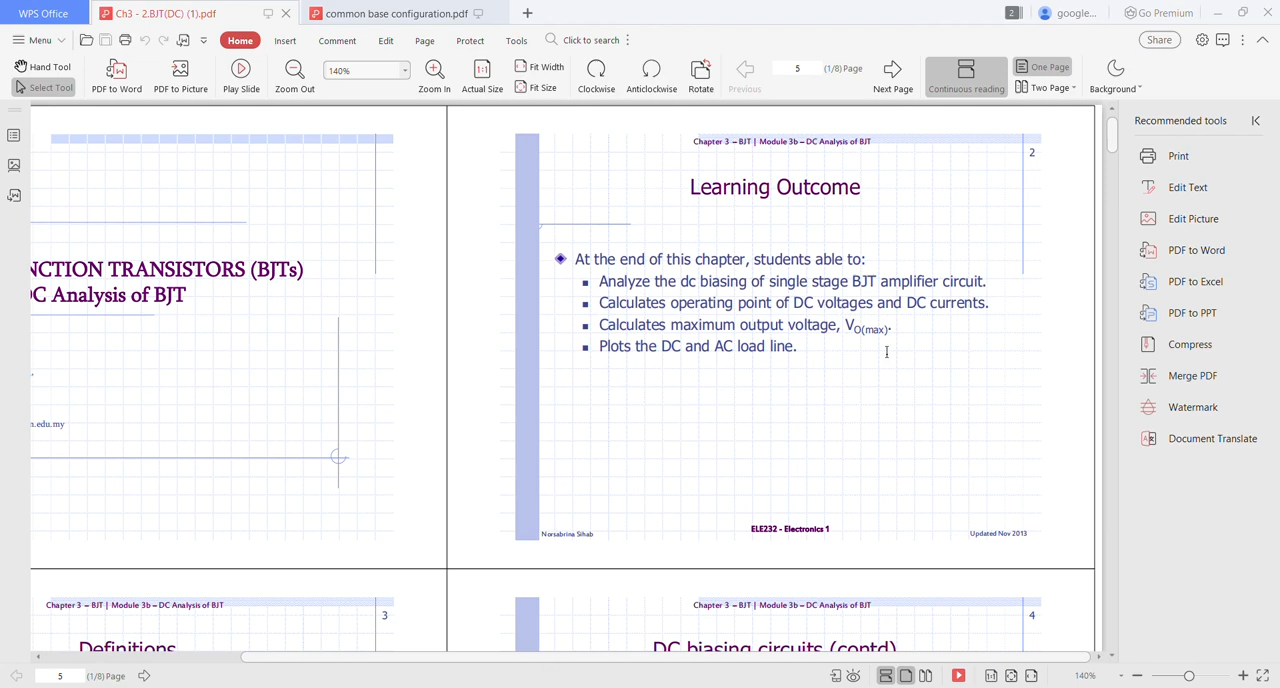 WPS Office
Ch3 - 2.BJT(DC) (1).pdf
common base configuration.pdf
2
google...
Go Premium
Menu
Home
Insert
Comment
Edit
Page
Protect
Tools
Click to search
Share
Hand Tool
Select Tool
PDF to Word
PDF to Picture
Play Slide
Zoom Out
140%
Zoom In
1:1
Actual Size
Fit Width
Fit Size
Clockwise
Anticlockwise
Rotate
Previous
5
(1/8)Page
Next Page
Continuous reading
One Page
Two Page
Background
NCTION TRANSISTORS (BJTs)
C Analysis of BJT
.edu.my
Chapter 3 – BJT | Module 3b – DC Analysis of BJT
2
Learning Outcome
At the end of this chapter, students able to:
Analyze the dc biasing of single stage BJT amplifier circuit.
Calculates operating point of DC voltages and DC currents.
Calculates maximum output voltage, VO(max).
Plots the DC and AC load line.
Norsabrina Sihab
ELE232 - Electronics 1
Updated Nov 2013
Chapter 3 – BJT | Module 3b – DC Analysis of BJT
3
Definitions
Chapter 3 – BJT | Module 3b – DC Analysis of BJT
4
DC biasing circuits (contd)
Recommended tools
Print
Edit Text
Edit Picture
PDF to Word
PDF to Excel
PDF to PPT
Compress
Merge PDF
Watermark
Document Translate
5
(1/8)Page
140%